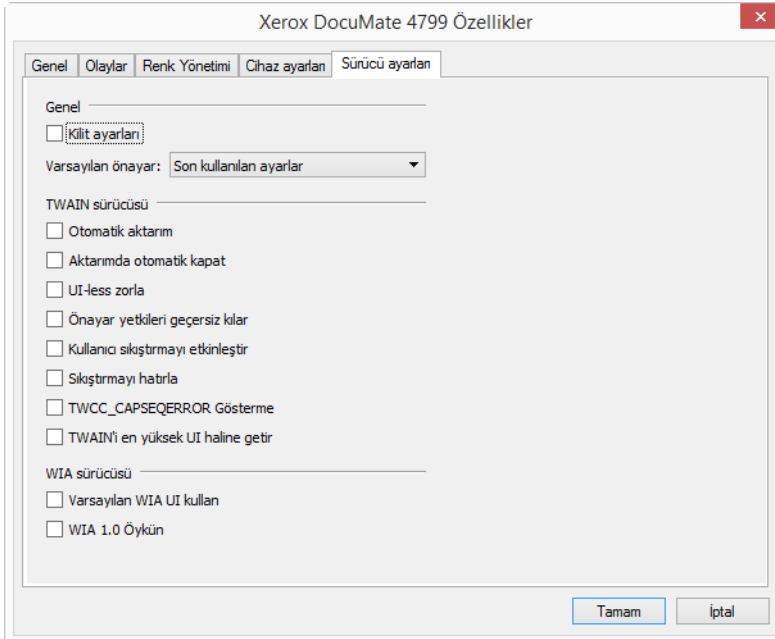 Xerox DocuMate 4799 Özellikler
Genel Olaylar Renk Yönetimi Cihaz ayarları Sürücü ayarları
Genel
Kilit ayarları
Varsayılan önayar: Son kullanılan ayarlar
TWAIN sürücüsü
Otomatik aktarım
Aktarımda otomatik kapat
UI-less zorla
Önayar yetkileri geçersiz kılar
Kullanıcı sıkıştırmayı etkinleştir
Sıkıştırmayı hatırla
TWCC_CAPSEQERROR Gösterme
TWAIN'i en yüksek UI haline getir
WIA sürücüsü
Varsayılan WIA UI kullan
WIA 1.0 Öykün
Tamam İptal